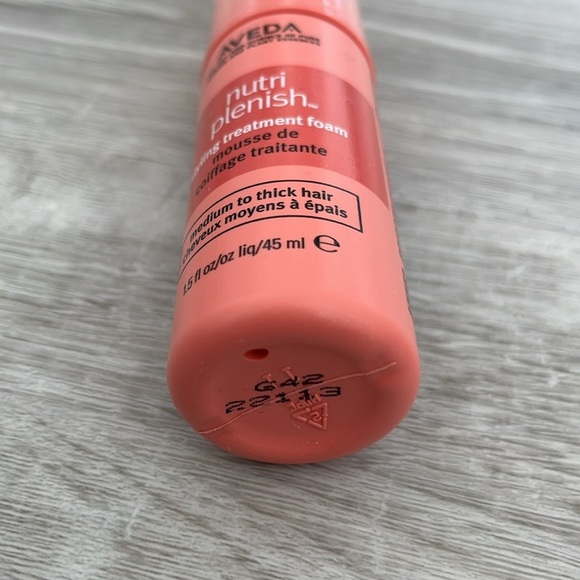 AVEDA
nutri
plenish™
treatment foam
mousse de
coiffage traitante
medium to thick hair
cheveux moyens à épais
1.5 fl oz/oz liq/45 ml ℮
G42
22113